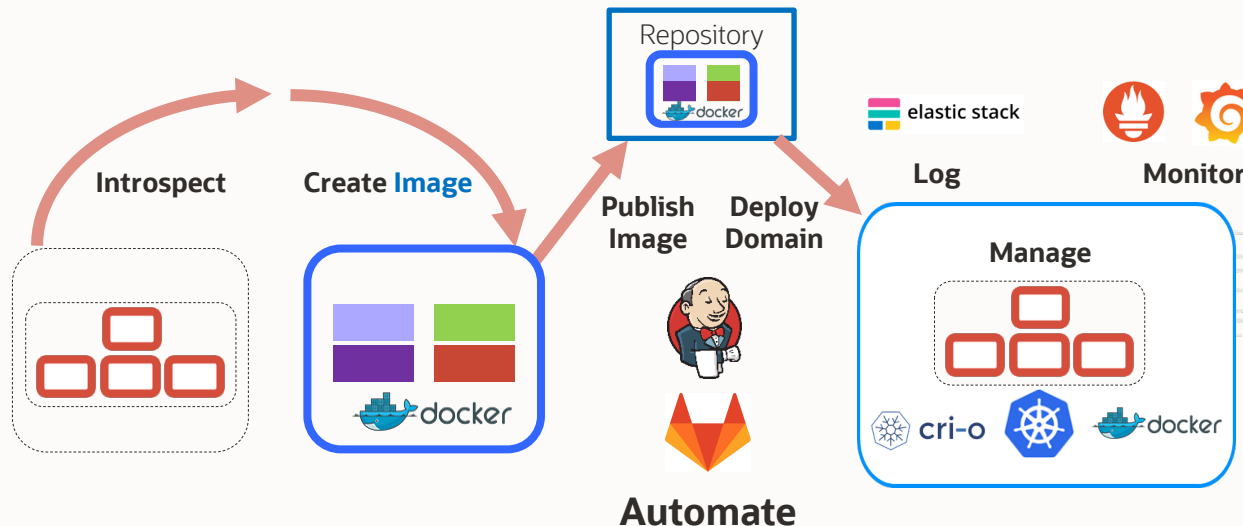 Repository
docker
elastic stack
Introspect
Create Image
Log
Monitor
Publish
Image
Deploy
Domain
Manage
docker
cri-o
docker
Automate